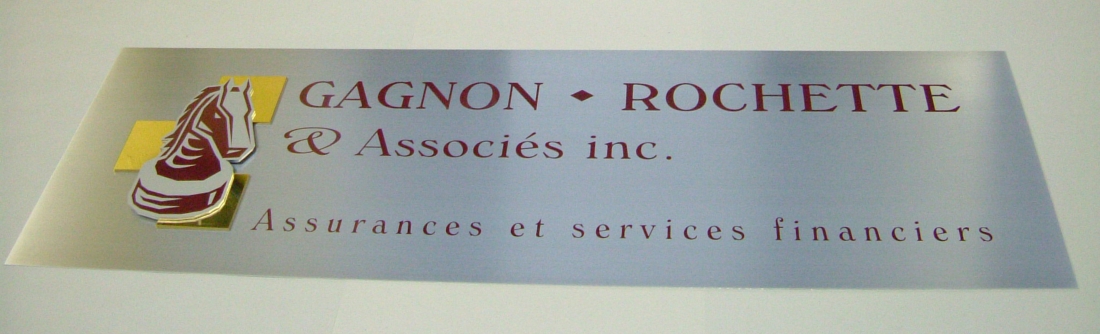 GAGNON ♦ ROCHETTE
& Associés inc.
Assurances et services financiers